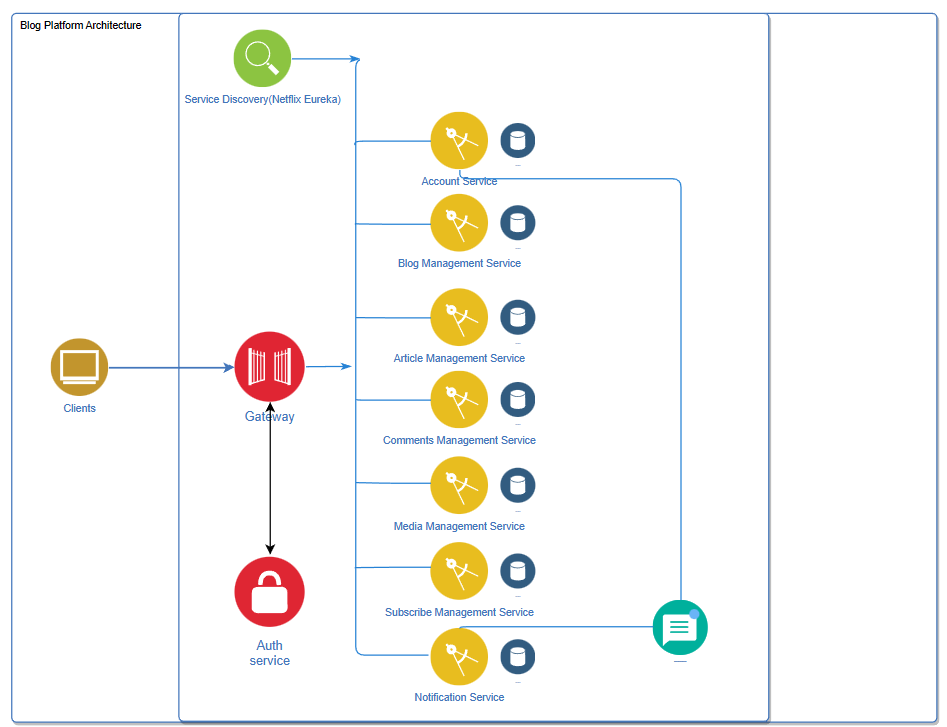 Blog Platform Architecture
Service Discovery(Netflix Eureka)
Account Service
Blog Management Service
Article Management Service
Clients
Gateway
Comments Management Service
Media Management Service
Subscribe Management Service
Auth
service
Notification Service